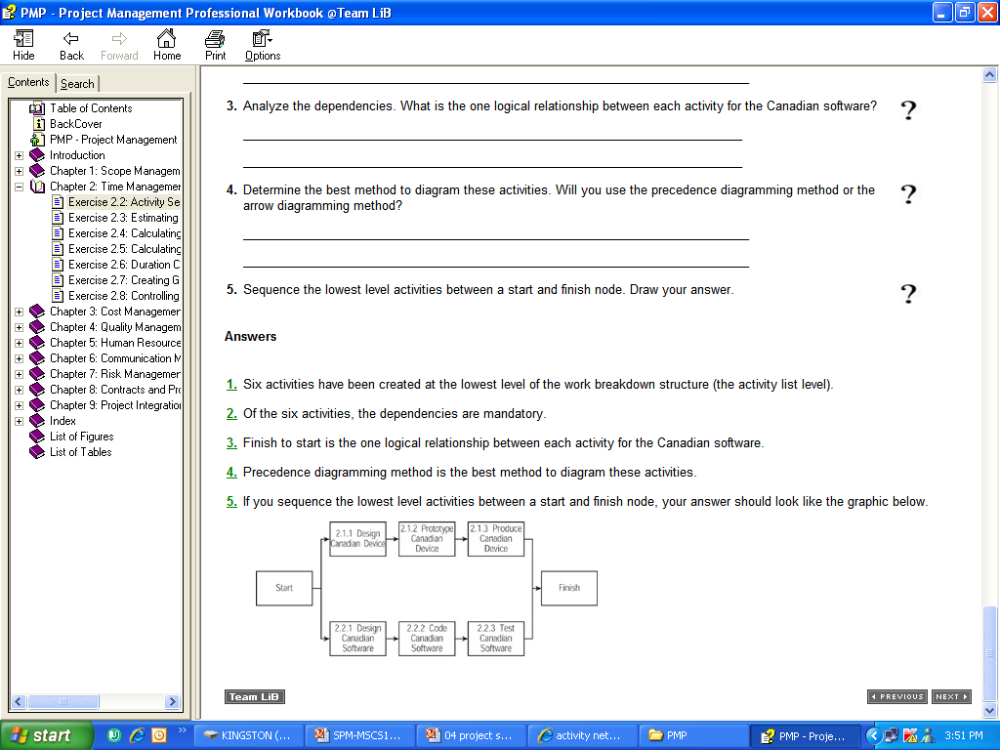 PMP - Project Management Professional Workbook @Team LiB
Hide Back Forward Home Print Options
Contents Search
Table of Contents
BackCover
PMP - Project Management
Introduction
Chapter 1: Scope Managem
Chapter 2: Time Managemer
Exercise 2.2: Activity Se
Exercise 2.3: Estimating
Exercise 2.4: Calculating
Exercise 2.5: Calculating
Exercise 2.6: Duration C
Exercise 2.7: Creating G
Exercise 2.8: Controlling
Chapter 3: Cost Managemer
Chapter 4: Quality Managem
Chapter 5: Human Resource
Chapter 6: Communication M
Chapter 7: Risk Managemer
Chapter 8: Contracts and Pro
Chapter 9: Project Integration
Index
List of Figures
List of Tables
3. Analyze the dependencies. What is the one logical relationship between each activity for the Canadian software? ?
4. Determine the best method to diagram these activities. Will you use the precedence diagramming method or the ?
arrow diagramming method?
5. Sequence the lowest level activities between a start and finish node. Draw your answer. ?
Answers
1. Six activities have been created at the lowest level of the work breakdown structure (the activity list level).
2. Of the six activities, the dependencies are mandatory.
3. Finish to start is the one logical relationship between each activity for the Canadian software.
4. Precedence diagramming method is the best method to diagram these activities.
5. If you sequence the lowest level activities between a start and finish node, your answer should look like the graphic below.
2.1.1 Design
Canadian Device
2.1.2 Prototype
Canadian
Device
2.1.3 Produce
Canadian
Device
Start
Finish
2.2.1 Design
Canadian
Software
2.2.2 Code
Canadian
Software
2.2.3 Test
Canadian
Software
Team LiB
PREVIOUS NEXT
start KINGSTON (... SPM-MSCS1... 04 project s... activity net... PMP PMP - Proje... 3:51 PM